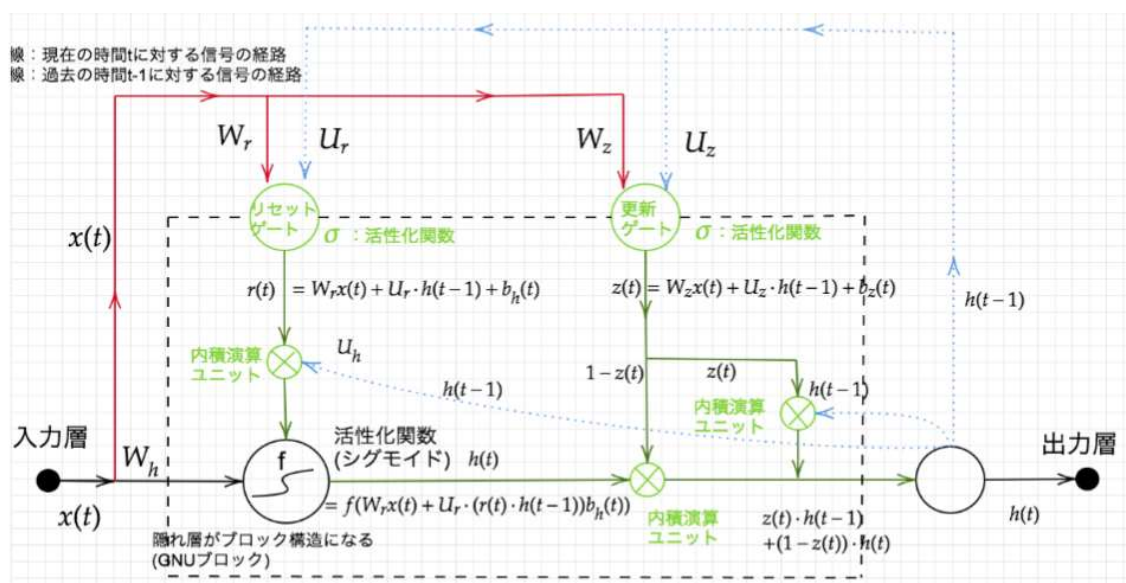 線：現在の時間tに対する信号の経路
線：過去の時間t-1に対する信号の経路
W_r
U_r
W_z
U_z
x(t)
リセット
ゲート
σ ：活性化関数
更新
ゲート
σ：活性化関数
r(t) = W_r x(t) + U_r · h(t−1) + b_h(t)
z(t) = W_z x(t) + U_z · h(t−1) + b_z(t)
h(t−1)
内積演算
ユニット
U_h
h(t−1)
1−z(t)
z(t)
h(t−1)
内積演算
ユニット
入力層
W_h
x(t)
f
活性化関数
(シグモイド) h(t)
= f(W_r x(t) + U_r · (r(t) · h(t−1))b_h(t))
内積演算
ユニット
z(t) · h(t−1)
+(1−z(t)) · h(t)
出力層
h(t)
隠れ層がブロック構造になる
(GNUブロック)